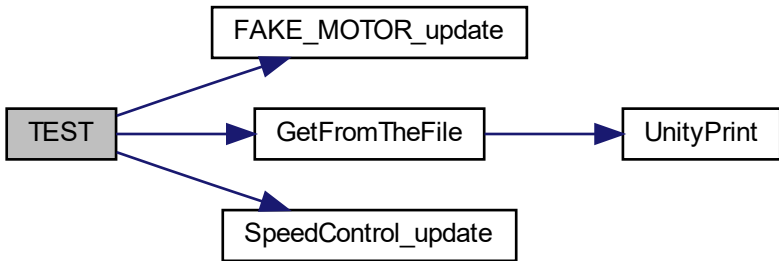 FAKE_MOTOR_update
TEST
GetFromTheFile
UnityPrint
SpeedControl_update